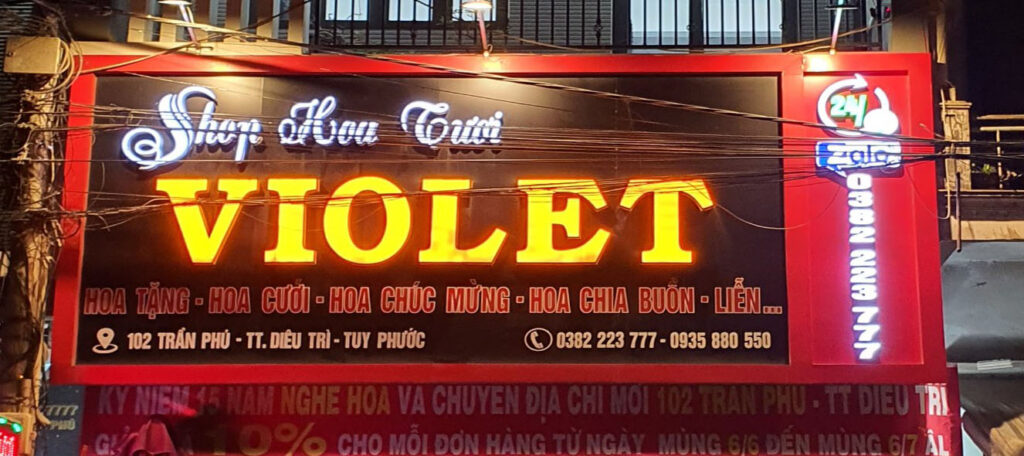 Shop Hoa Tươi
VIOLET
HOA TẶNG - HOA CƯỚI - HOA CHÚC MỪNG - HOA CHIA BUỒN - LIỄN...
102 TRẦN PHÚ - TT. DIÊU TRÌ - TUY PHƯỚC
0382 223 777 - 0935 880 550
24/
Zalo
0382 223 777
KỶ NIỆM 15 NĂM NGHỀ HOA VÀ CHUYỂN ĐỊA CHỈ MỚI 102 TRẦN PHÚ - TT DIÊU TRÌ
10% CHO MỖI ĐƠN HÀNG TỪ NGÀY MÙNG 6/6 ĐẾN MÙNG 6/7 ÂL